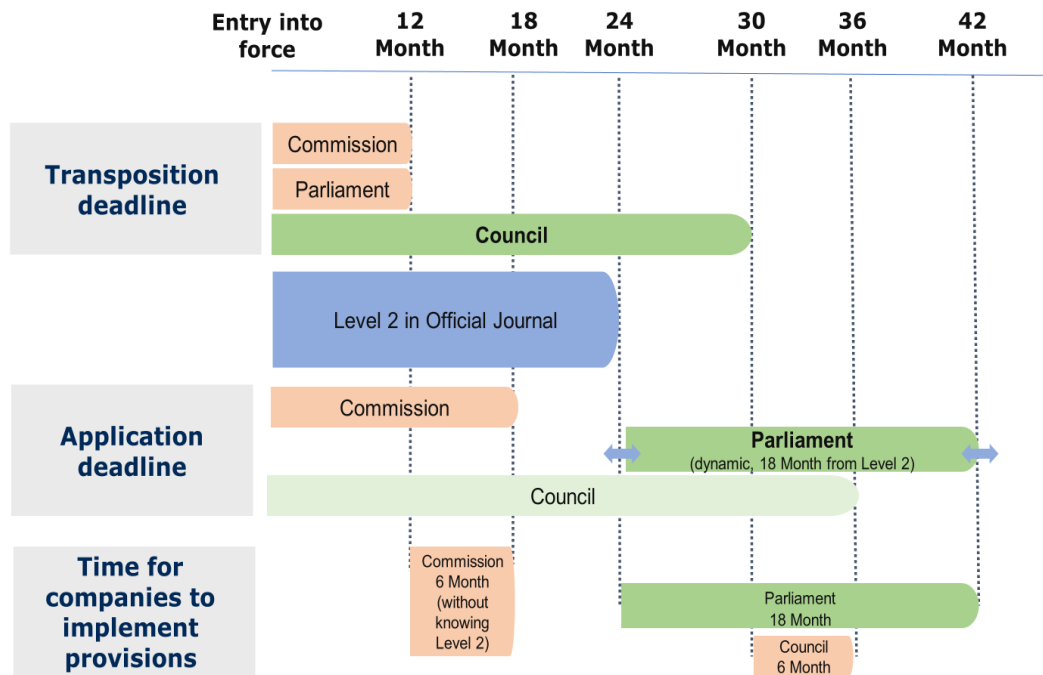 Entry into
force
12
Month
18
Month
24
Month
30
Month
36
Month
42
Month
Transposition
deadline
Commission
Parliament
Council
Level 2 in Official Journal
Application
deadline
Commission
Parliament
(dynamic, 18 Month from Level 2)
Council
Time for
companies to
implement
provisions
Commission
6 Month
(without
knowing
Level 2)
Parliament
18 Month
Council
6 Month